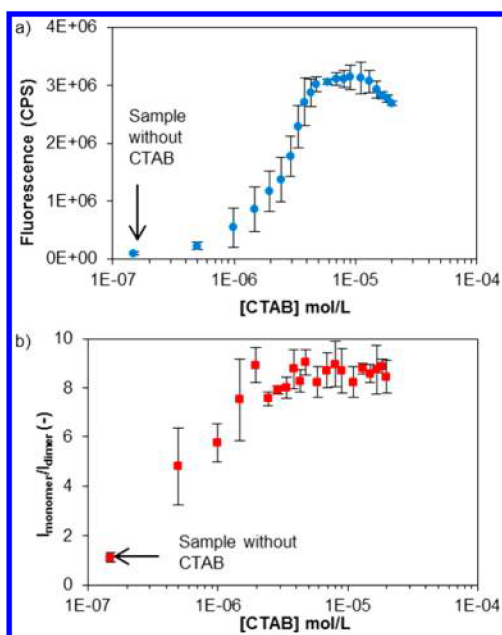 a)
4E+06
3E+06
2E+06
1E+06
0E+00
Fluorescence (CPS)
Sample
without
CTAB
1E-07
1E-06
1E-05
1E-04
[CTAB] mol/L
b)
10
8
6
4
2
0
Imonomer/Idimer (-)
Sample without
CTAB
1E-07
1E-06
1E-05
1E-04
[CTAB] mol/L